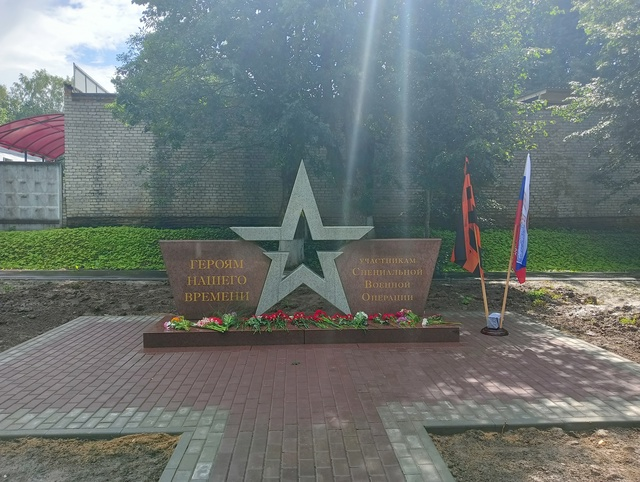 ГЕРОЯМ
НАШЕГО
ВРЕМЕНИ
УЧАСТНИКАМ
СПЕЦИАЛЬНОЙ
ВОЕННОЙ
ОПЕРАЦИИ